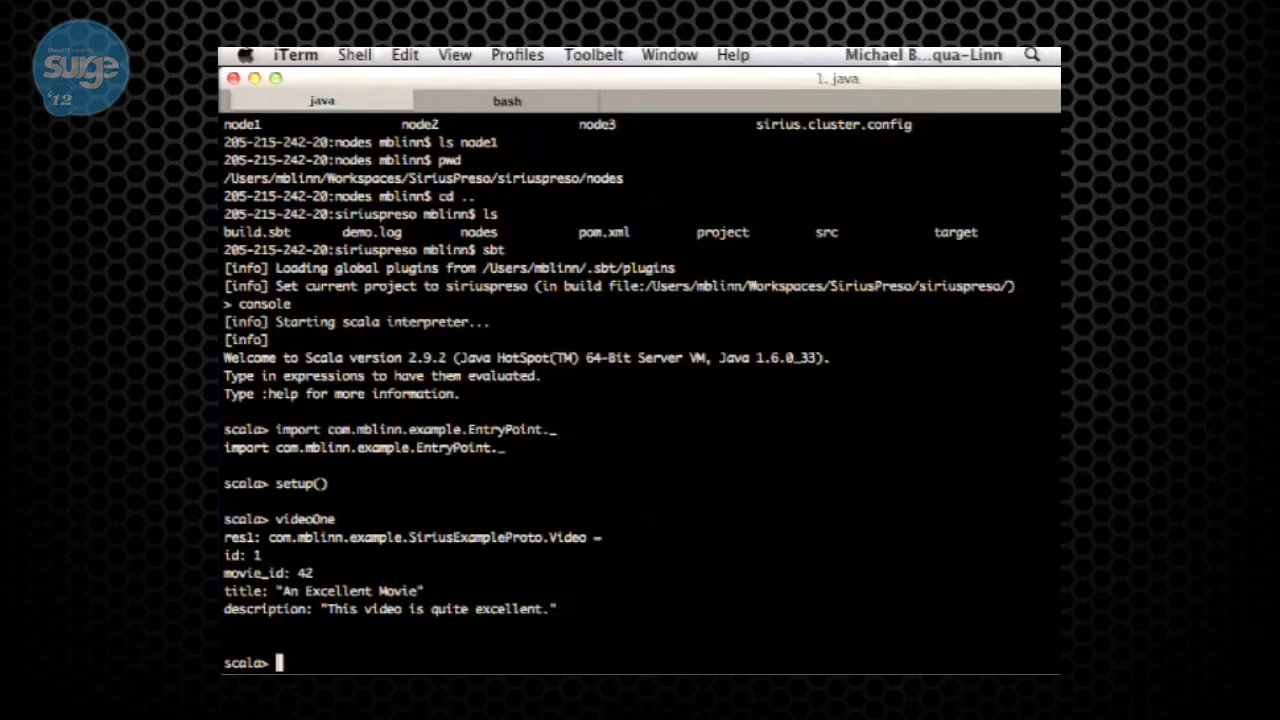 surge
'12
iTerm Shell Edit View Profiles Toolbelt Window Help Michael B...qua-Linn
1. java
java bash
node1 node2 node3 sirius.cluster.config
205-215-242-20:nodes mblinn$ ls node1
205-215-242-20:nodes mblinn$ pwd
/Users/mblinn/Workspaces/SiriusPreso/siriuspreso/nodes
205-215-242-20:nodes mblinn$ cd ..
205-215-242-20:siriuspreso mblinn$ ls
build.sbt demo.log nodes pom.xml project src target
205-215-242-20:siriuspreso mblinn$ sbt
[info] Loading global plugins from /Users/mblinn/.sbt/plugins
[info] Set current project to siriuspreso (in build file:/Users/mblinn/Workspaces/SiriusPreso/siriuspreso/)
> console
[info] Starting scala interpreter...
[info]
Welcome to Scala version 2.9.2 (Java HotSpot(TM) 64-Bit Server VM, Java 1.6.0_33).
Type in expressions to have them evaluated.
Type :help for more information.
scala> import com.mblinn.example.EntryPoint._
import com.mblinn.example.EntryPoint._
scala> setup()
scala> videoOne
res1: com.mblinn.example.SiriusExampleProto.Video =
id: 1
movie_id: 42
title: "An Excellent Movie"
description: "This video is quite excellent."
scala>